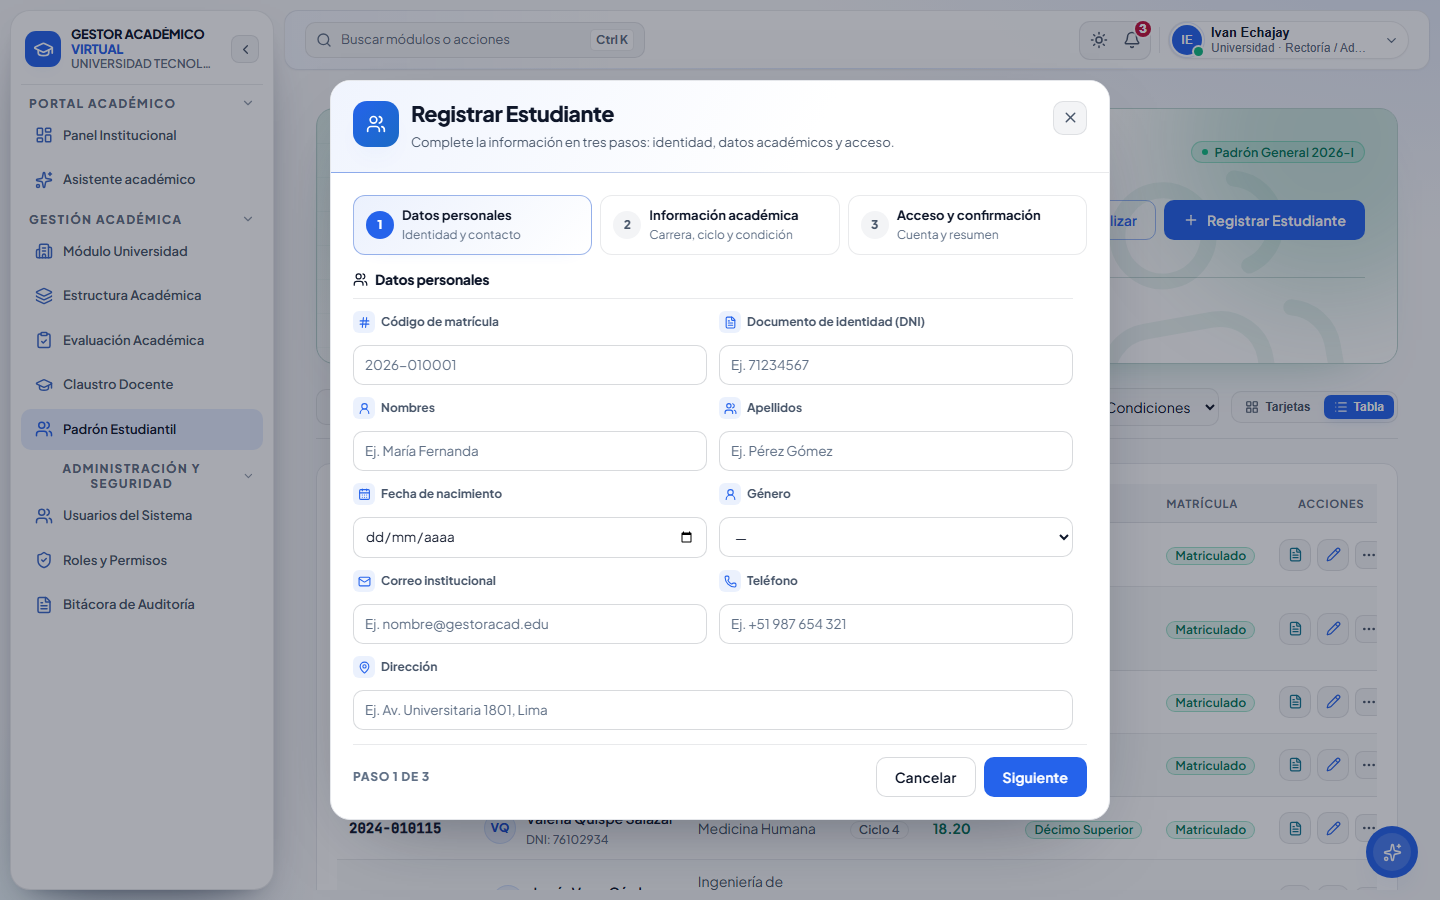 GESTOR ACADÉMICO
VIRTUAL
UNIVERSIDAD TECNOL...
PORTAL ACADÉMICO
Panel Institucional
Asistente académico
GESTIÓN ACADÉMICA
Módulo Universidad
Estructura Académica
Evaluación Académica
Claustro Docente
Padrón Estudiantil
ADMINISTRACIÓN Y
SEGURIDAD
Usuarios del Sistema
Roles y Permisos
Bitácora de Auditoría
Buscar módulos o acciones
Ctrl K
3
IE
Ivan Echajay
Universidad · Rectoría / Ad...
Padrón General 2026-I
Registrar Estudiante
Condiciones
Tarjetas
Tabla
MATRÍCULA
ACCIONES
Matriculado
Matriculado
Matriculado
Matriculado
Registrar Estudiante
Complete la información en tres pasos: identidad, datos académicos y acceso.
1
Datos personales
Identidad y contacto
2
Información académica
Carrera, ciclo y condición
3
Acceso y confirmación
Cuenta y resumen
Datos personales
Código de matrícula
Documento de identidad (DNI)
2026-010001
Ej. 71234567
Nombres
Apellidos
Ej. María Fernanda
Ej. Pérez Gómez
Fecha de nacimiento
Género
dd/mm/aaaa
—
Correo institucional
Teléfono
Ej. nombre@gestoracad.edu
Ej. +51 987 654 321
Dirección
Ej. Av. Universitaria 1801, Lima
PASO 1 DE 3
Cancelar
Siguiente
2024-010115
VQ
Valeria Quispe Salazar
DNI: 76102934
Medicina Humana
Ciclo 4
18.20
Décimo Superior
Matriculado
Ingeniería de